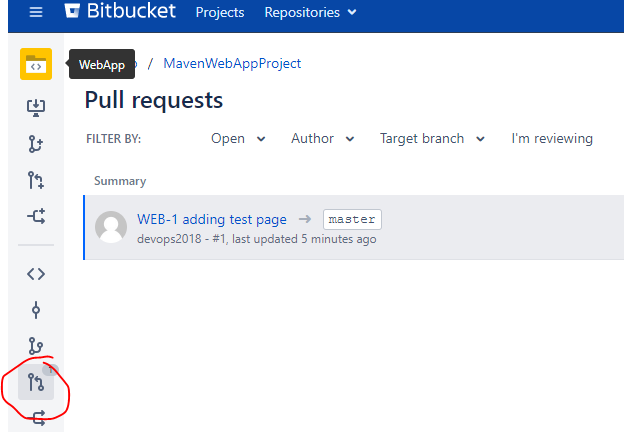 Bitbucket Projects Repositories
WebApp / MavenWebAppProject
Pull requests
FILTER BY: Open Author Target branch I'm reviewing
Summary
WEB-1 adding test page → master
devops2018 - #1, last updated 5 minutes ago
1